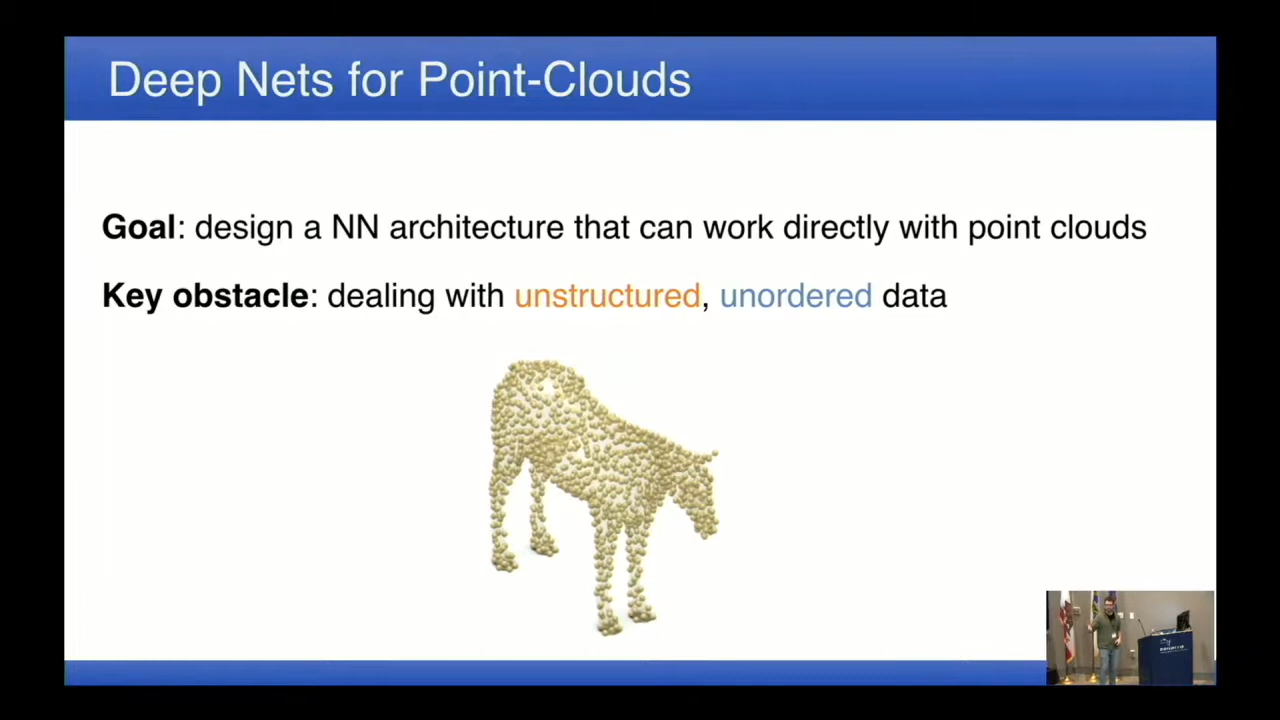 Deep Nets for Point-Clouds
Goal: design a NN architecture that can work directly with point clouds
Key obstacle: dealing with unstructured, unordered data